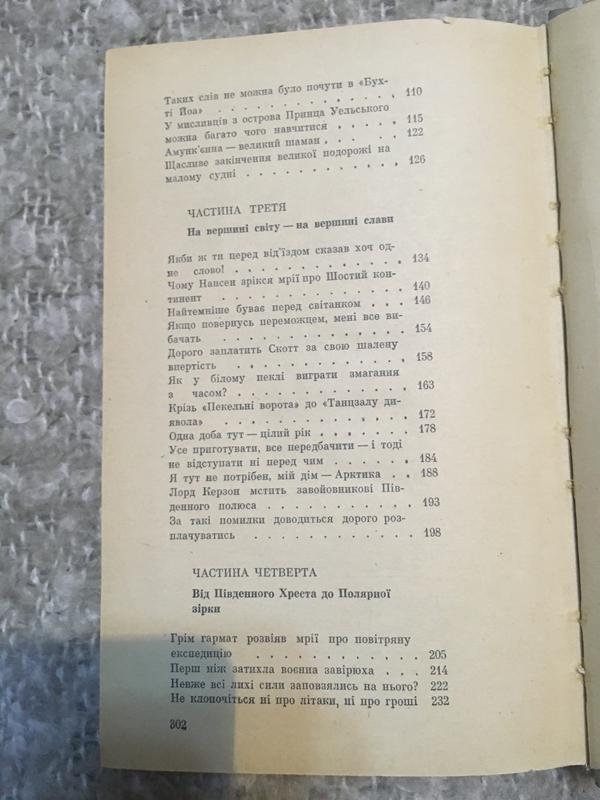 Таких слів не можна було почути в «Бух-
ті Йоа» . . . . . . . . . . . 110
У мисливців з острова Принца Уельського
можна багато чого навчитися . . . . . 115
Амунк'єнна — великий шаман . . . . . 122
Щасливе закінчення великої подорожі на
малому судні . . . . . . . . . . 126
ЧАСТИНА ТРЕТЯ
На вершині світу — на вершині слави
Якби ж ти перед від'їздом сказав хоч од-
не слово! . . . . . . . . . . . 134
Чому Нансен зрікся мрії про Шостий кон-
тинент . . . . . . . . . . . . 140
Найтемніше буває перед світанком . . . 146
Якщо повернусь переможцем, мені все ви-
бачать . . . . . . . . . . . . 154
Дорого заплатить Скотт за свою шалену
впертість . . . . . . . . . . . 158
Як у білому пеклі виграти змагання
з часом? . . . . . . . . . . . 163
Крізь «Пекельні ворота» до «Танцзалу ди-
явола» . . . . . . . . . . . . 172
Одна доба тут — цілий рік . . . . . . 178
Усе приготувати, все передбачити — і тоді
не відступати ні перед чим . . . . . . 184
Я тут не потрібен, мій дім — Арктика . . 188
Лорд Керзон мстить завойовникові Пів-
денного полюса . . . . . . . . . 193
За такі помилки доводиться дорого роз-
плачуватись . . . . . . . . . . 198
ЧАСТИНА ЧЕТВЕРТА
Від Південного Хреста до Полярної
зірки
Грім гармат розвіяв мрії про повітряну
експедицію . . . . . . . . . . . 205
Перш ніж затихла воєнна завірюха . . . 214
Невже всі лихі сили заповзялись на нього? 222
Не клопочіться ні про літаки, ні про гроші 232
302